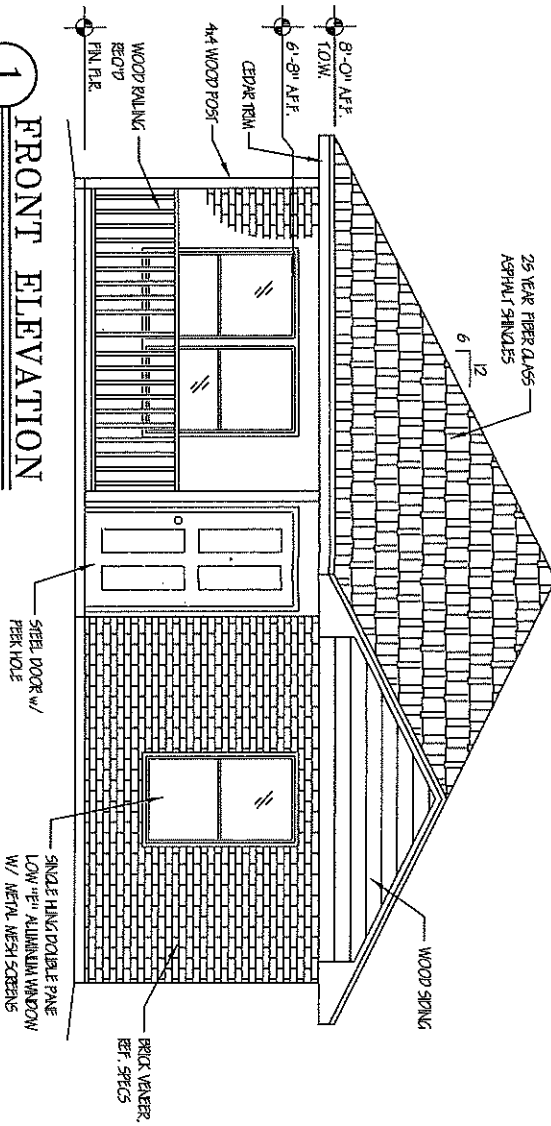 8'-0" A.F.F.
T.O.W.
6'-8" A.F.F.
CEDAR TRIM
4x4 WOOD POST
WOOD RAILING
REQ'D
FIN. FLR.
25 YEAR FIBER GLASS
ASPHALT SHINGLES
12
6
WOOD SIDING
BRICK VENEER,
REF. SPECS
SINGLE HUNG DOUBLE PANE
LOW "E" ALUMINUM WINDOW
W/ METAL MESH SCREENS
STEEL DOOR w/
PEEK HOLE
1 FRONT ELEVATION